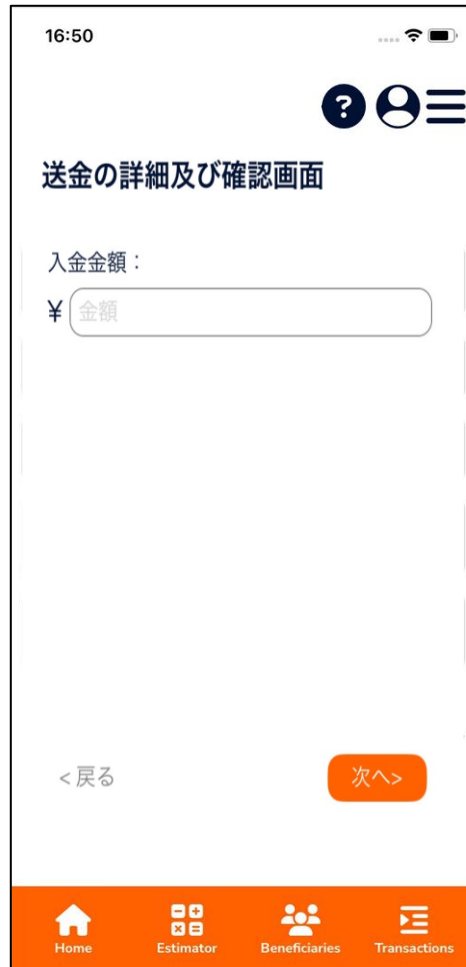 16:50
?
送金の詳細及び確認画面
入金金額：
¥ 金額
<戻る
次へ>
Home
Estimator
Beneficiaries
Transactions